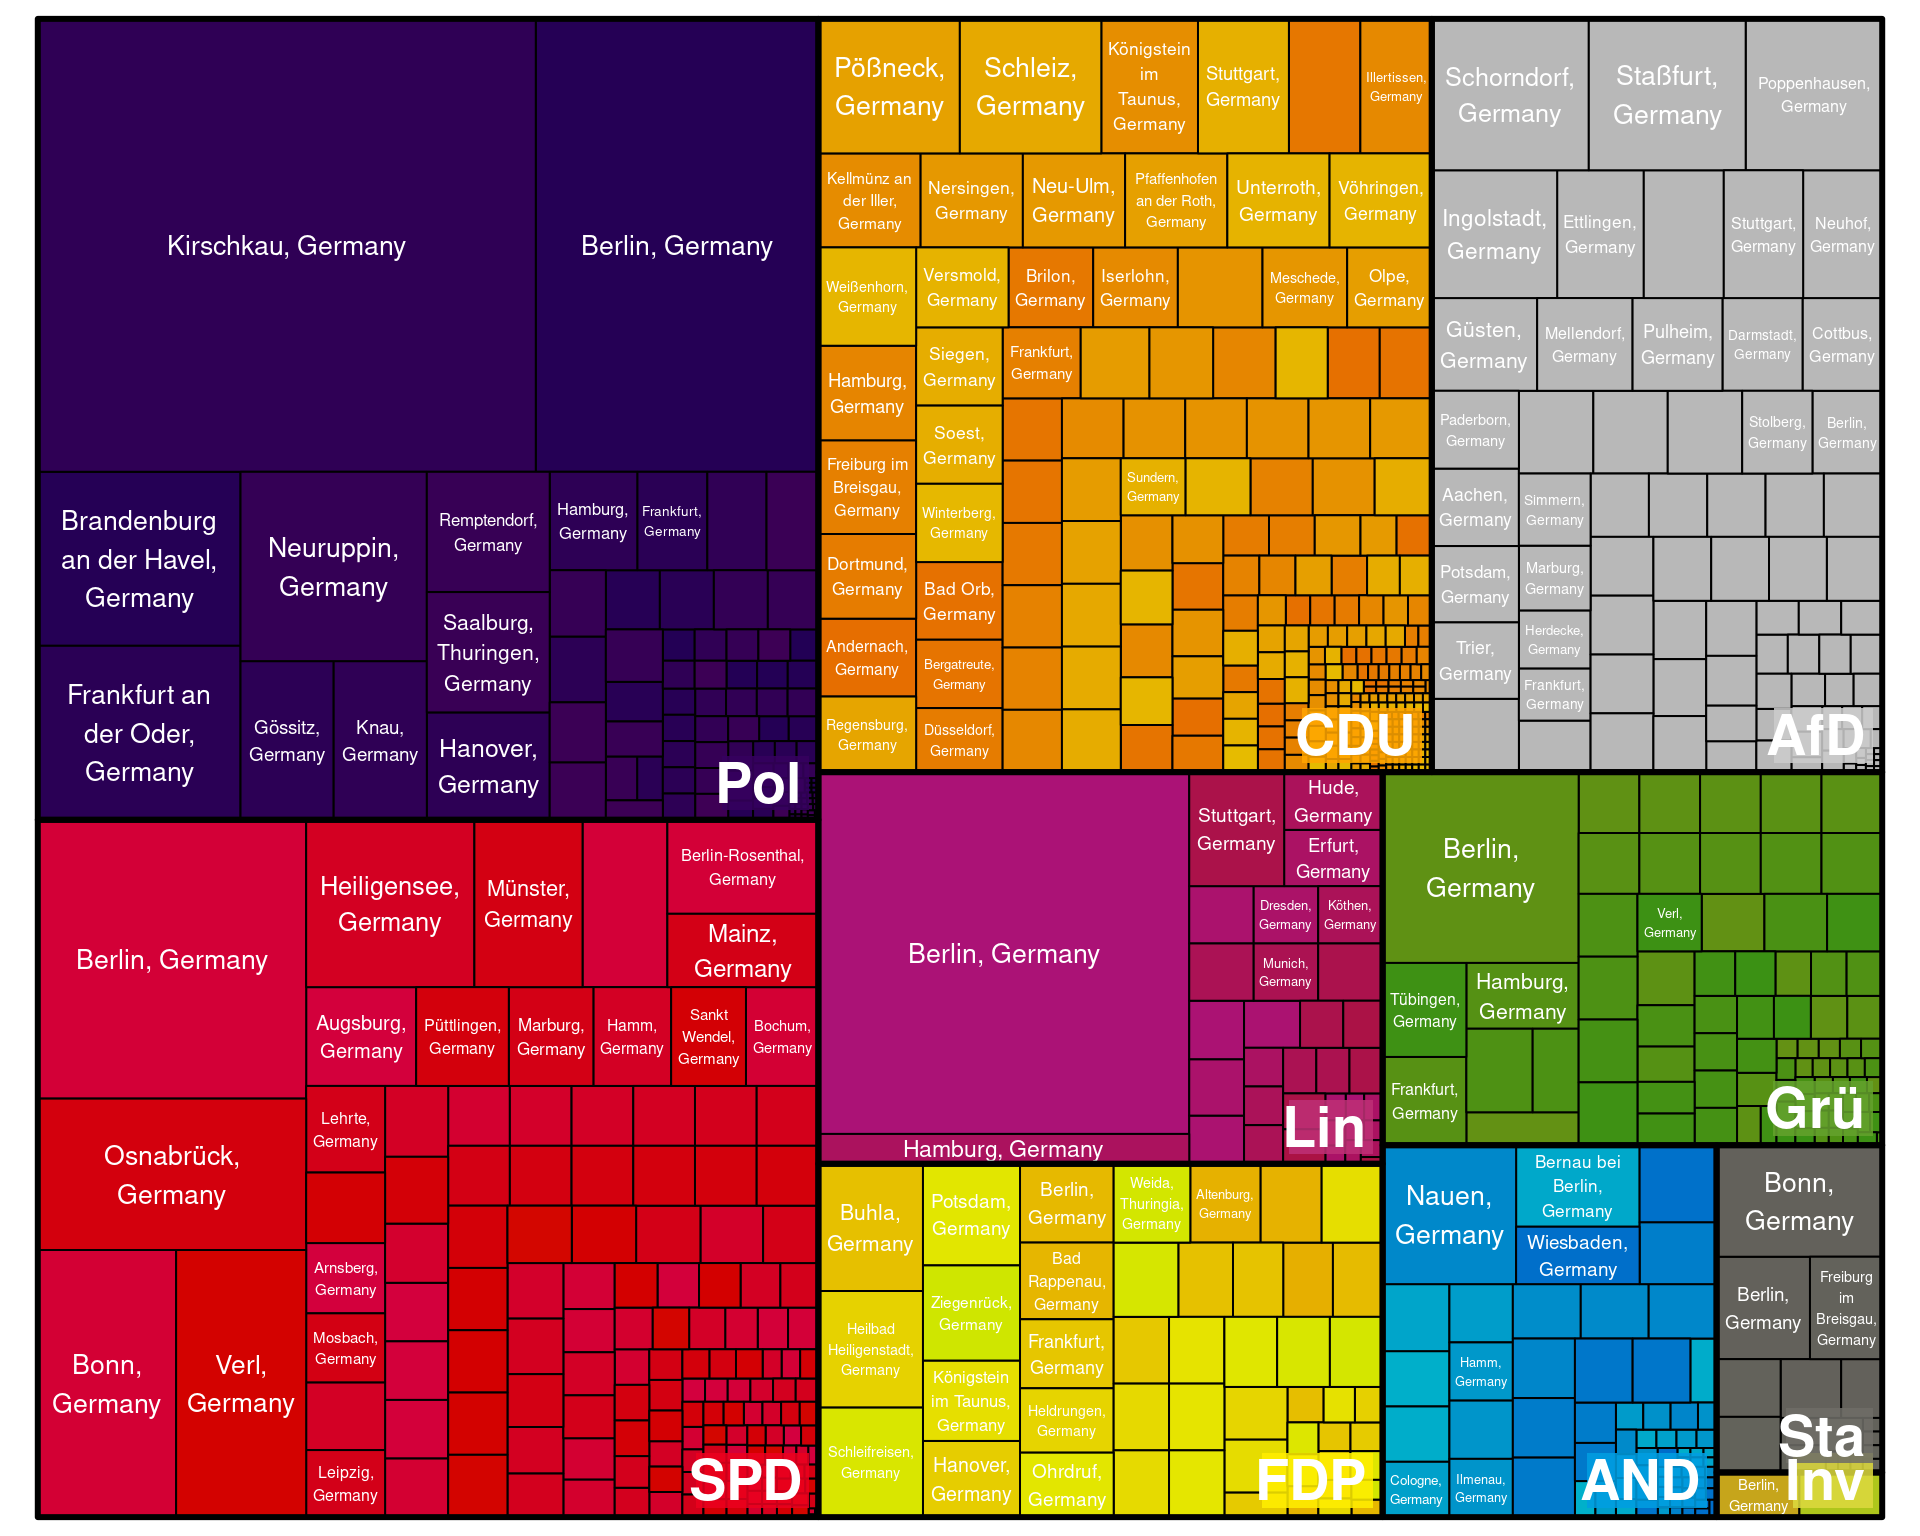 Kirschkau, Germany
Berlin, Germany
Brandenburg
an der Havel,
Germany
Frankfurt an
der Oder,
Germany
Neuruppin,
Germany
Gössitz,
Germany
Knau,
Germany
Remptendorf,
Germany
Saalburg,
Thuringen,
Germany
Hanover,
Germany
Hamburg,
Germany
Frankfurt,
Germany
Pol
Pößneck,
Germany
Schleiz,
Germany
Königstein
im
Taunus,
Germany
Stuttgart,
Germany
Illertissen,
Germany
Kellmünz an
der Iller,
Germany
Nersingen,
Germany
Neu-Ulm,
Germany
Pfaffenhofen
an der Roth,
Germany
Unterroth,
Germany
Vöhringen,
Germany
Weißenhorn,
Germany
Versmold,
Germany
Brilon,
Germany
Iserlohn,
Germany
Meschede,
Germany
Olpe,
Germany
Hamburg,
Germany
Siegen,
Germany
Frankfurt,
Germany
Freiburg im
Breisgau,
Germany
Soest,
Germany
Sundern,
Germany
Winterberg,
Germany
Dortmund,
Germany
Bad Orb,
Germany
Andernach,
Germany
Bergatreute,
Germany
Regensburg,
Germany
Düsseldorf,
Germany
CDU
Schorndorf,
Germany
Staßfurt,
Germany
Poppenhausen,
Germany
Ingolstadt,
Germany
Ettlingen,
Germany
Stuttgart,
Germany
Neuhof,
Germany
Güsten,
Germany
Mellendorf,
Germany
Pulheim,
Germany
Darmstadt,
Germany
Cottbus,
Germany
Paderborn,
Germany
Stolberg,
Germany
Berlin,
Germany
Aachen,
Germany
Simmern,
Germany
Potsdam,
Germany
Marburg,
Germany
Trier,
Germany
Herdecke,
Germany
Frankfurt,
Germany
AfD
Berlin, Germany
Osnabrück,
Germany
Bonn,
Germany
Verl,
Germany
Heiligensee,
Germany
Münster,
Germany
Berlin-Rosenthal,
Germany
Mainz,
Germany
Augsburg,
Germany
Püttlingen,
Germany
Marburg,
Germany
Hamm,
Germany
Sankt
Wendel,
Germany
Bochum,
Germany
Lehrte,
Germany
Arnsberg,
Germany
Mosbach,
Germany
Leipzig,
Germany
SPD
Berlin, Germany
Hamburg, Germany
Stuttgart,
Germany
Hude,
Germany
Erfurt,
Germany
Dresden,
Germany
Köthen,
Germany
Munich,
Germany
Lin
Buhla,
Germany
Heilbad
Heiligenstadt,
Germany
Schleifreisen,
Germany
Potsdam,
Germany
Ziegenrück,
Germany
Königstein
im Taunus,
Germany
Hanover,
Germany
Berlin,
Germany
Bad
Rappenau,
Germany
Frankfurt,
Germany
Heldrungen,
Germany
Ohrdruf,
Germany
Weida,
Thuringia,
Germany
Altenburg,
Germany
FDP
Berlin,
Germany
Tübingen,
Germany
Hamburg,
Germany
Frankfurt,
Germany
Verl,
Germany
Grü
Nauen,
Germany
Bernau bei
Berlin,
Germany
Wiesbaden,
Germany
Hamm,
Germany
Cologne,
Germany
Ilmenau,
Germany
AND
Bonn,
Germany
Berlin,
Germany
Freiburg
im
Breisgau,
Germany
Sta
Berlin,
Germany
Inv